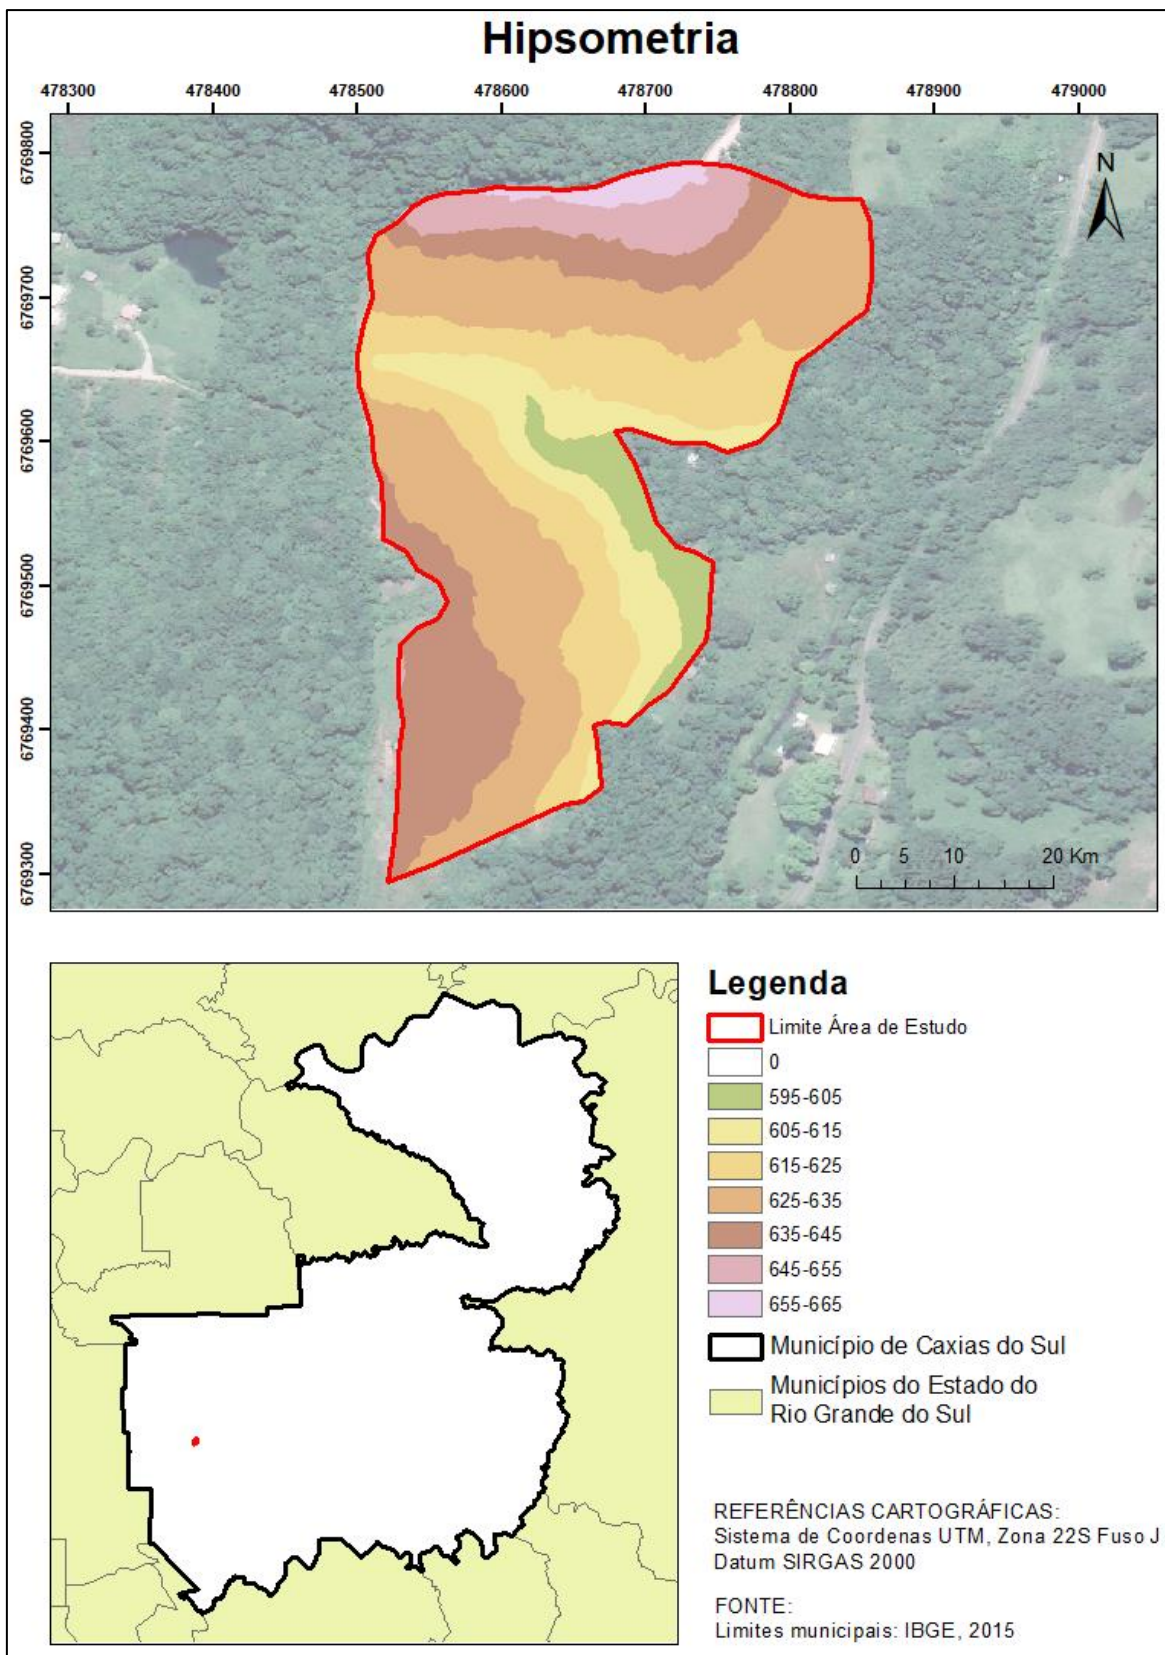 Hipsometria
478300 478400 478500 478600 478700 478800 478900 479000
6769800
6769700
6769600
6769500
6769400
6769300
N
0 5 10 20 Km
Legenda
Limite Área de Estudo
0
595-605
605-615
615-625
625-635
635-645
645-655
655-665
Município de Caxias do Sul
Municípios do Estado do
Rio Grande do Sul
REFERÊNCIAS CARTOGRÁFICAS:
Sistema de Coordenas UTM, Zona 22S Fuso J
Datum SIRGAS 2000
FONTE:
Limites municipais: IBGE, 2015